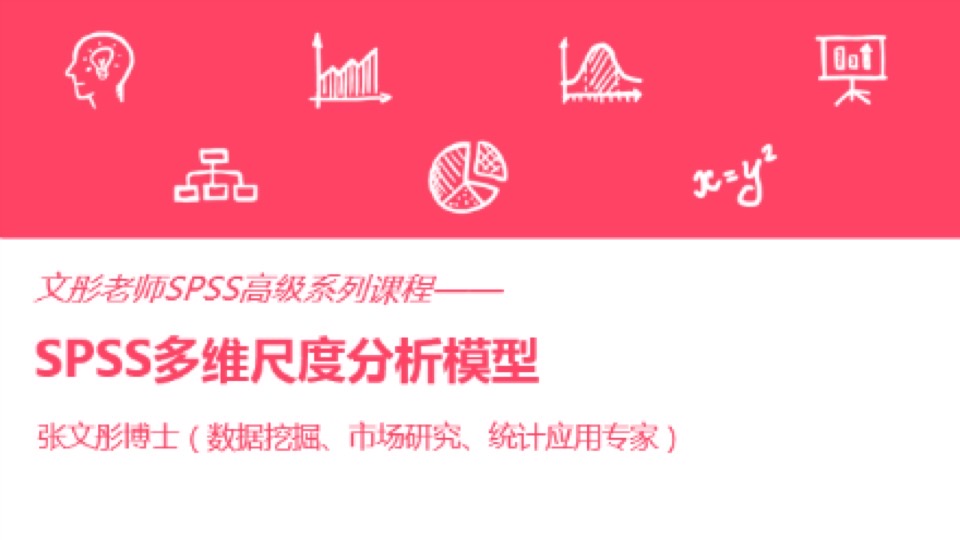 x=y²
文彤老师SPSS高级系列课程——
SPSS多维尺度分析模型
张文彤博士（数据挖掘、市场研究、统计应用专家）